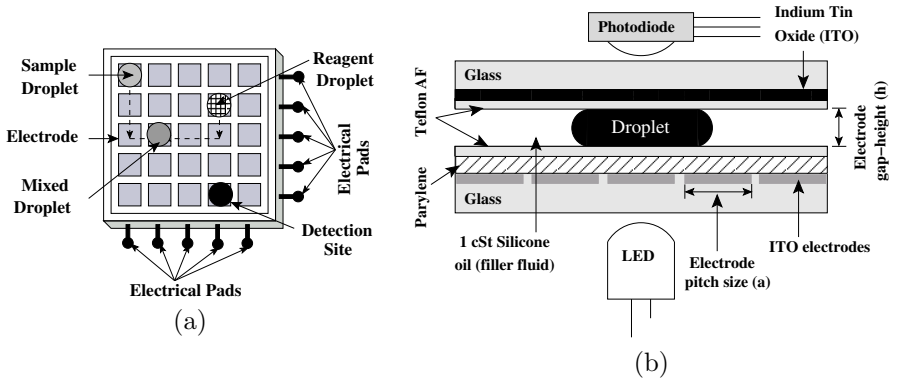 Sample
Droplet
Electrode
Mixed
Droplet
Reagent
Droplet
Electrical
Pads
Detection
Site
Electrical Pads
(a)
Photodiode
Indium Tin
Oxide (ITO)
Glass
Teflon AF
Droplet
Electrode
gap-height (h)
Parylene
Glass
1 cSt Silicone
oil (filler fluid)
LED
Electrode
pitch size (a)
ITO electrodes
(b)